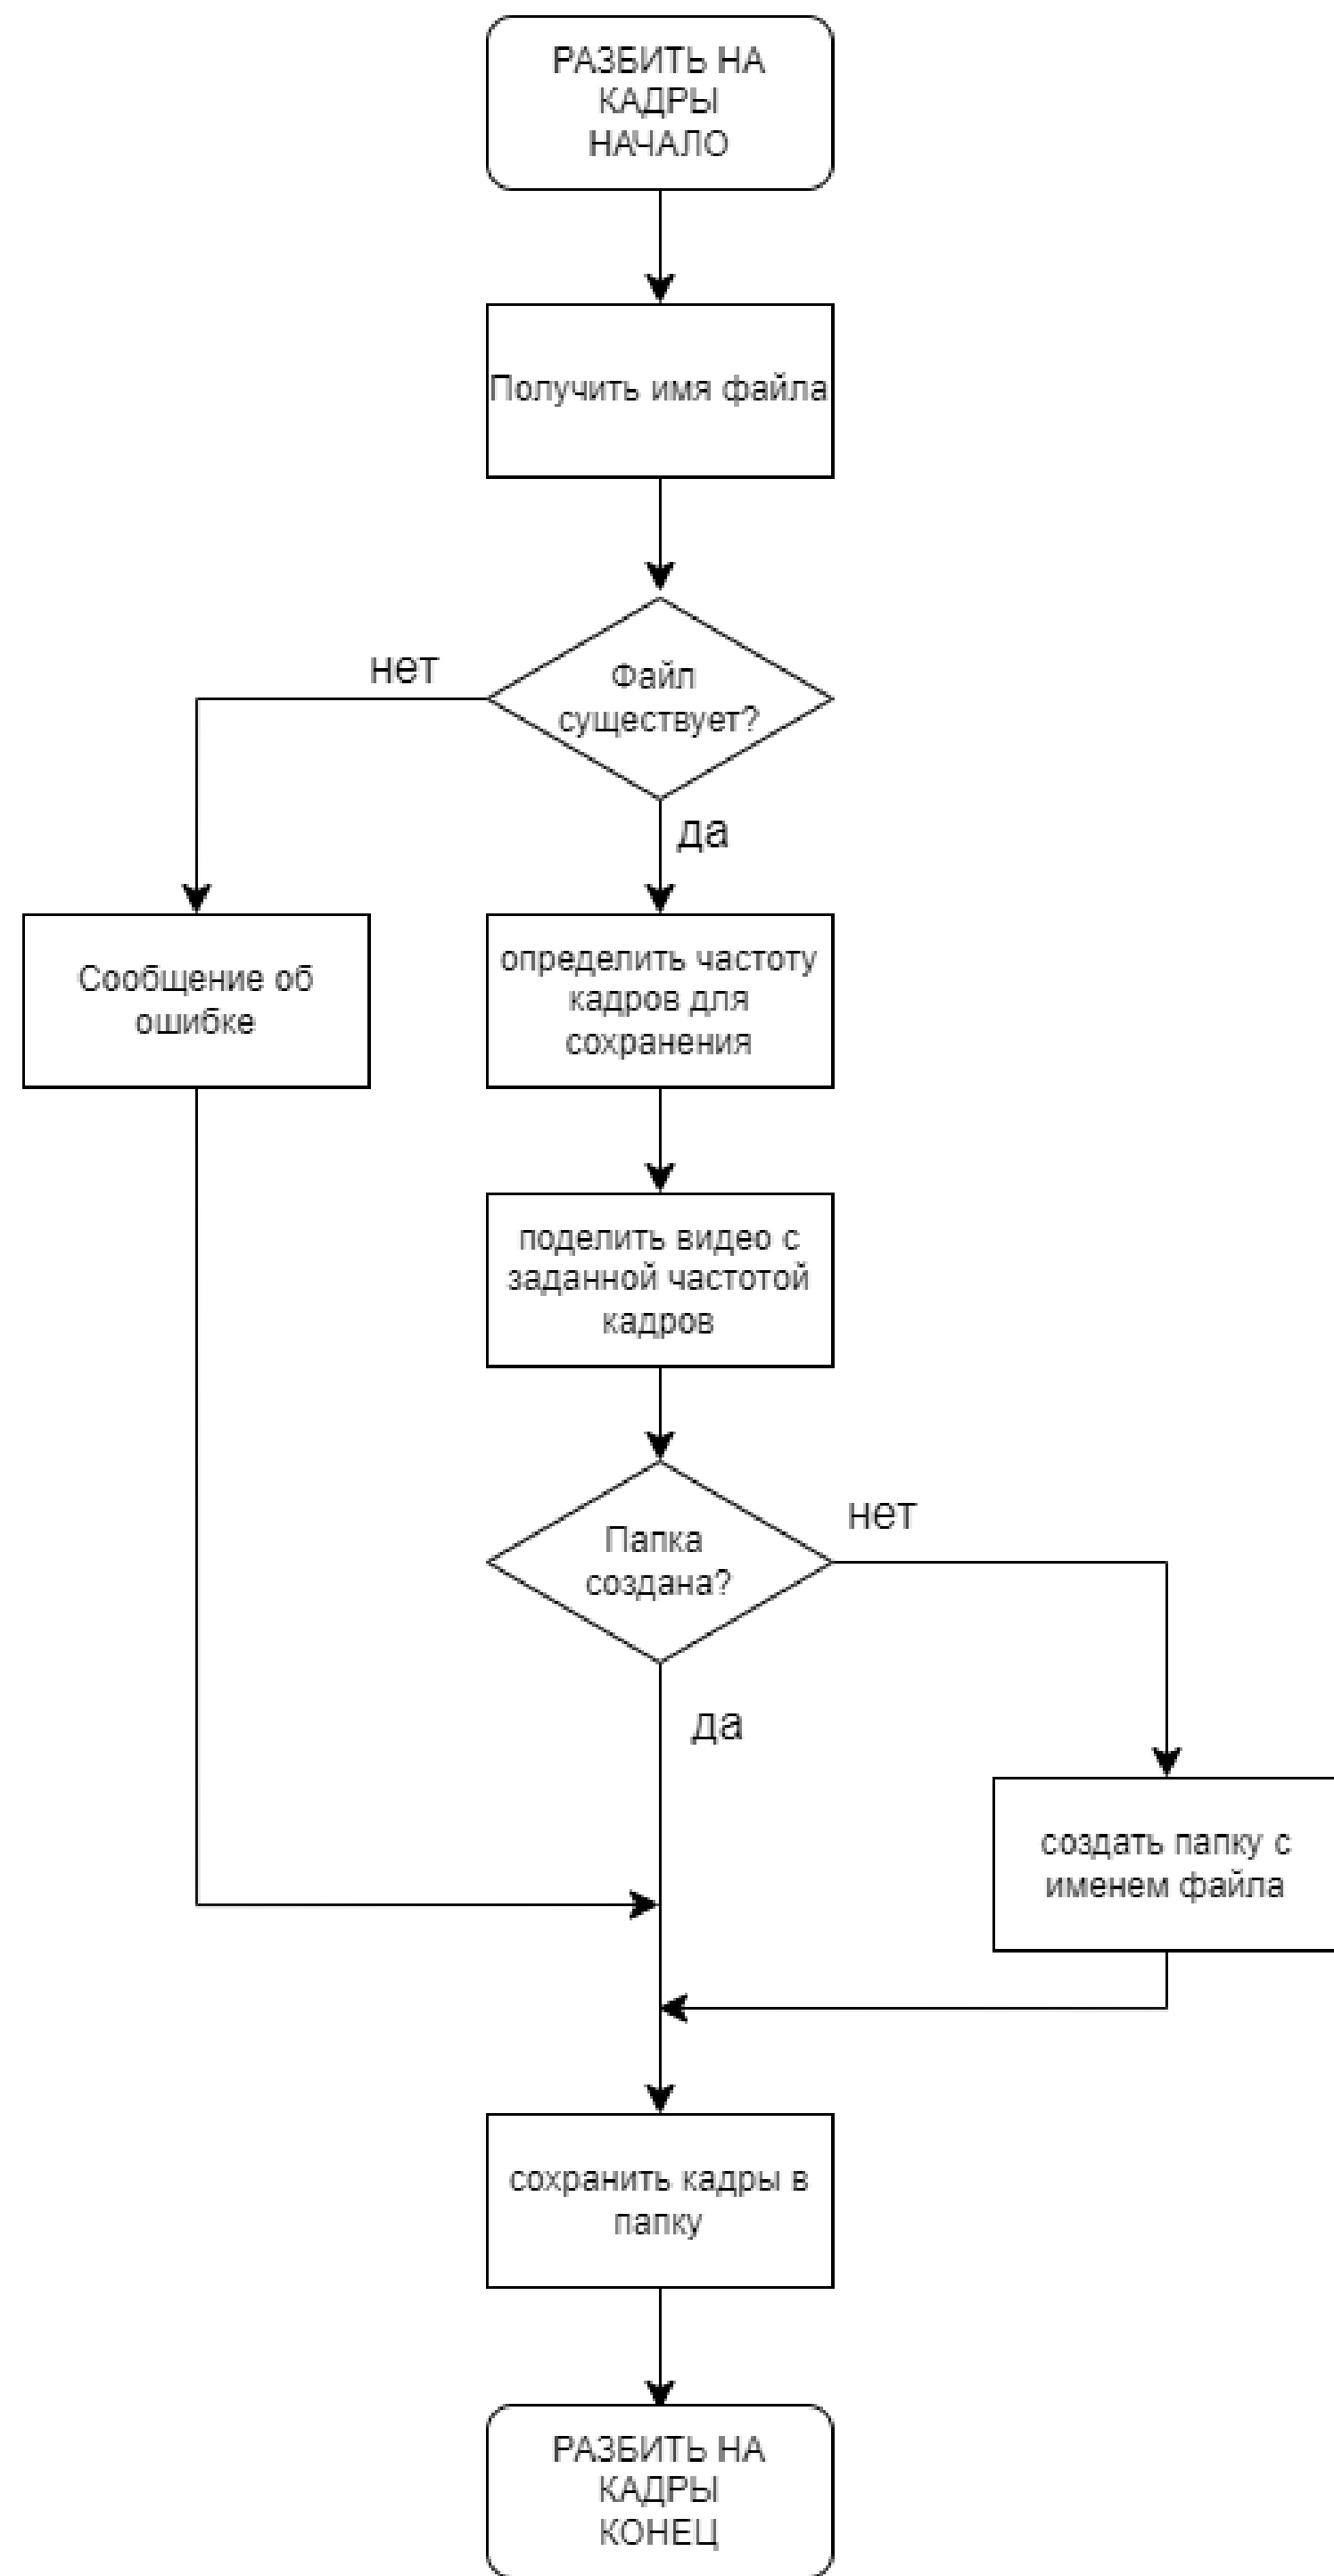 РАЗБИТЬ НА
КАДРЫ
НАЧАЛО
Получить имя файла
Файл
существует?
нет
да
Сообщение об
ошибке
определить частоту
кадров для
сохранения
поделить видео с
заданной частотой
кадров
Папка
создана?
нет
да
создать папку с
именем файла
сохранить кадры в
папку
РАЗБИТЬ НА
КАДРЫ
КОНЕЦ